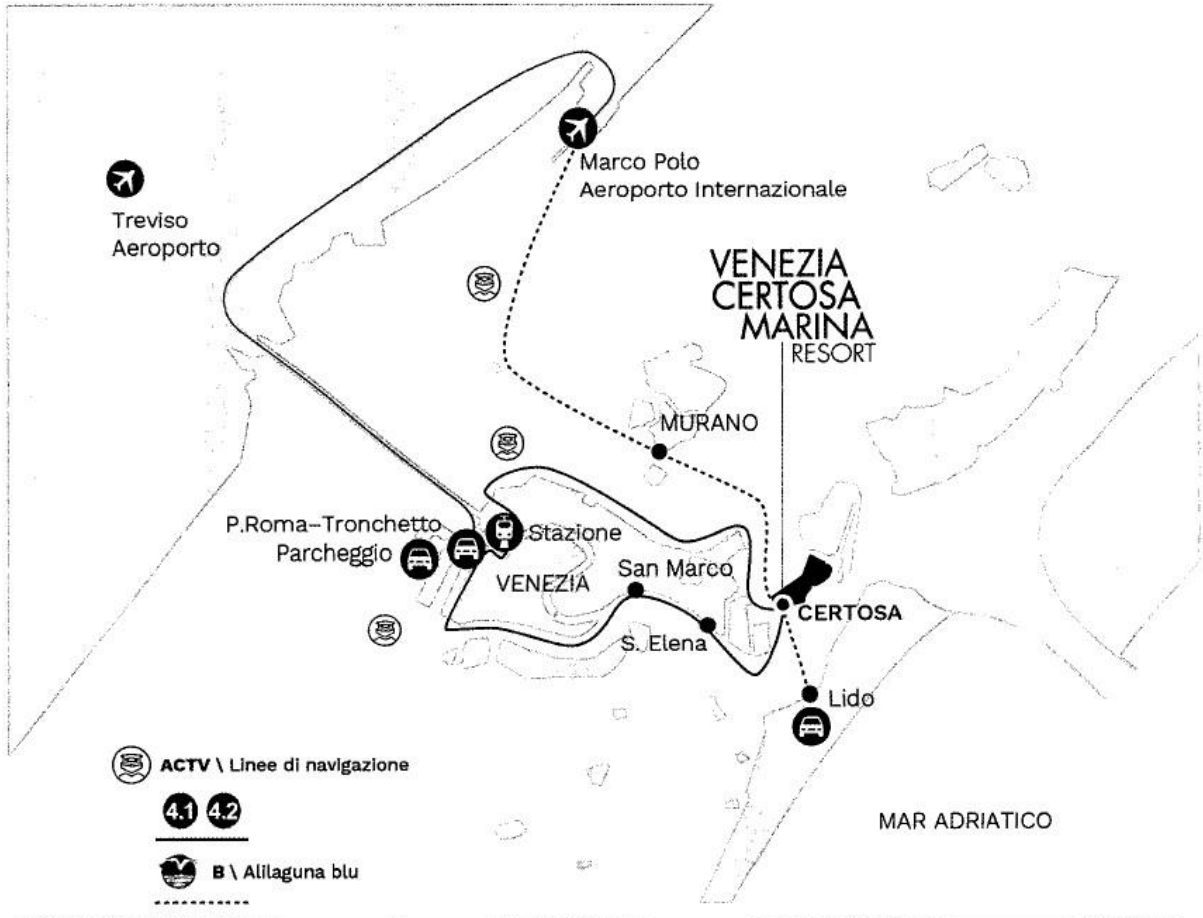 Marco Polo
Aeroporto Internazionale
Treviso
Aeroporto
VENEZIA
CERTOSA
MARINA
RESORT
MURANO
P.Roma–Tronchetto
Parcheggio
Stazione
VENEZIA
San Marco
S. Elena
CERTOSA
Lido
MAR ADRIATICO
ACTV \ Linee di navigazione
4.1 4.2
B \ Alilaguna blu